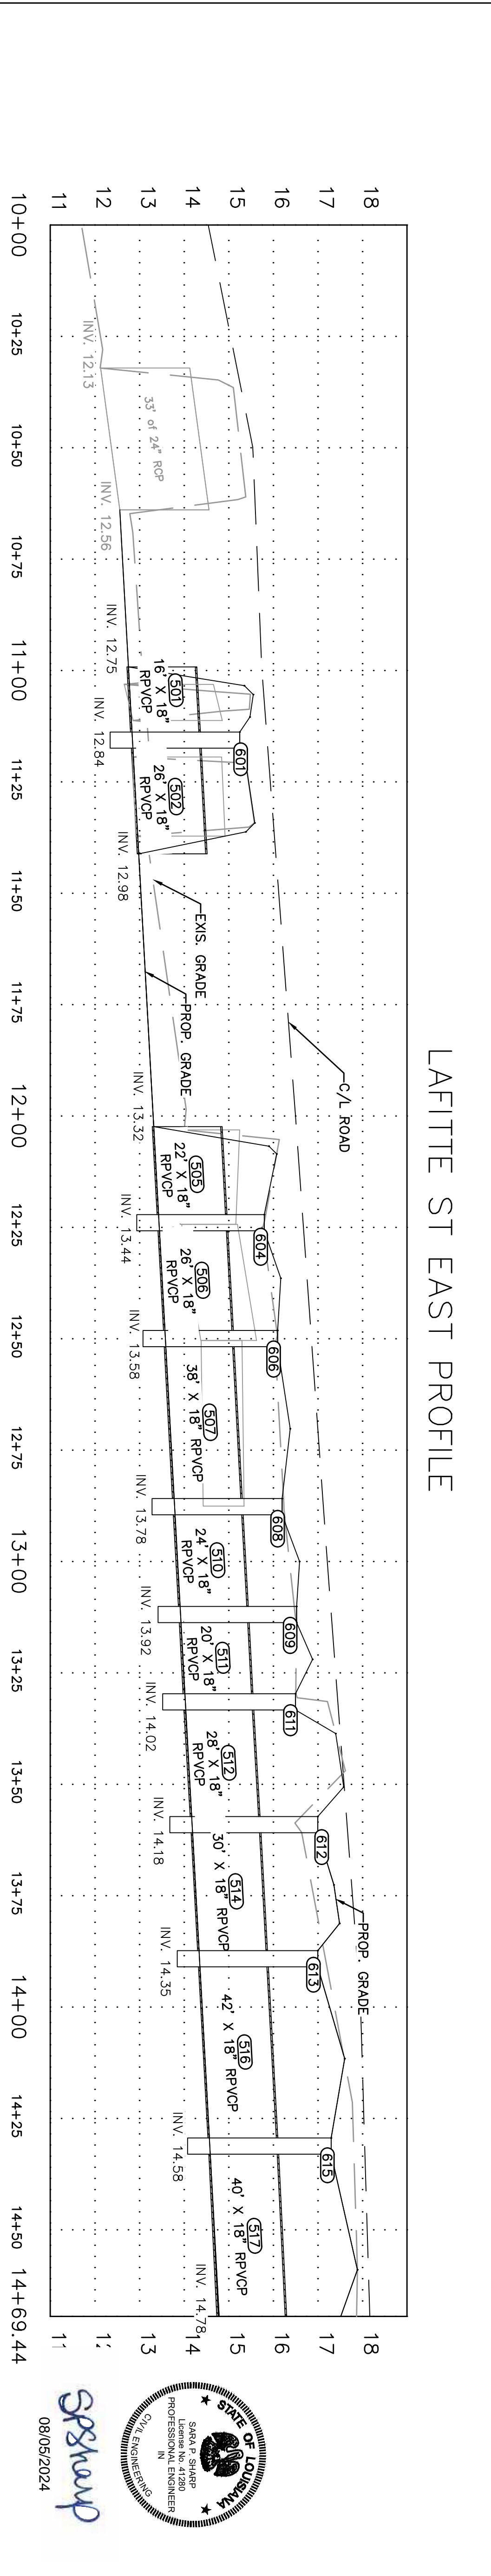 LAFITTE ST EAST PROFILE
18
17
16
15
14
13
12
11
10+00
10+25
10+50
10+75
11+00
11+25
11+50
11+75
12+00
12+25
12+50
12+75
13+00
13+25
13+50
13+75
14+00
14+25
14+50
14+69.44
18
17
16
15
14
13
11
INV. 12.13
33' of 24" RCP
INV. 12.56
INV. 12.75
501
16' X 18"
RPVCP
INV. 12.84
601
502
26' X 18"
RPVCP
INV. 12.98
EXIS. GRADE
PROP. GRADE
C/L ROAD
INV. 13.32
505
22' X 18"
RPVCP
INV. 13.44
604
506
26' X 18"
RPVCP
INV. 13.58
606
507
38' X 18" RPVCP
INV. 13.78
608
510
24' X 18"
RPVCP
INV. 13.92
609
511
20' X 18"
RPVCP
INV. 14.02
611
512
28' X 18"
RPVCP
INV. 14.18
612
514
30' X 18" RPVCP
PROP. GRADE
INV. 14.35
613
516
42' X 18" RPVCP
INV. 14.58
615
517
40' X 18" RPVCP
INV. 14.78
STATE OF LOUISIANA
SARA P. SHARP
License No. 41280
PROFESSIONAL ENGINEER
IN
CIVIL ENGINEERING
SPSharp
08/05/2024